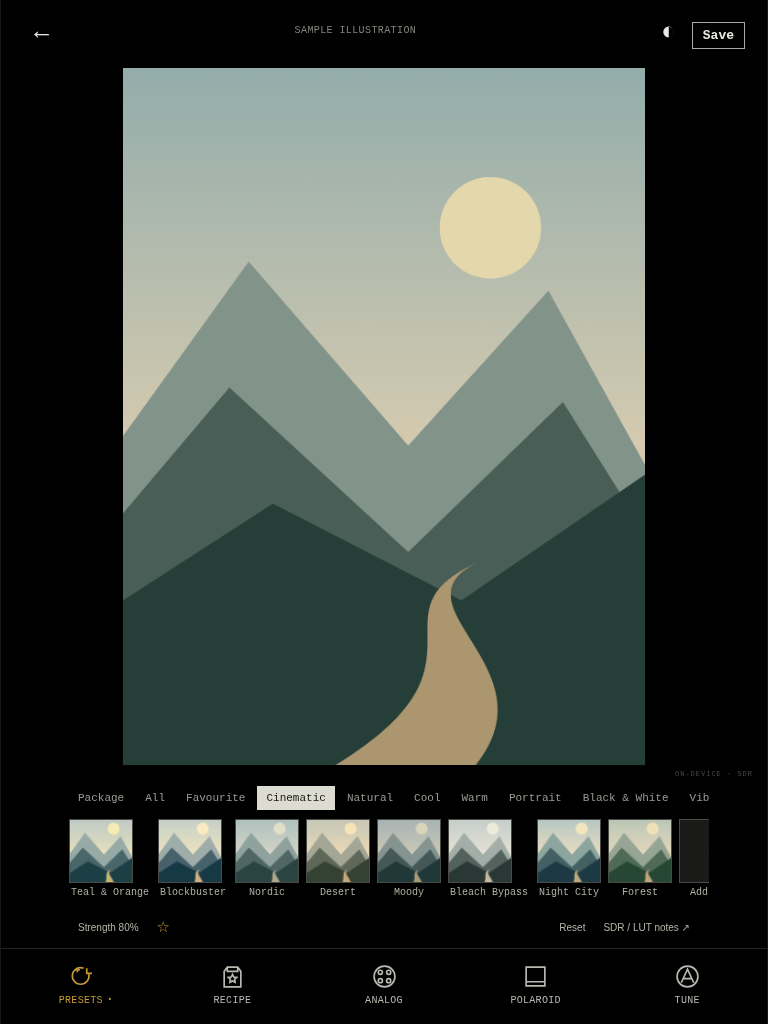 ←
SAMPLE ILLUSTRATION
Save
ON-DEVICE · SDR
Package All Favourite Cinematic Natural Cool Warm Portrait Black & White Vib
Teal & Orange Blockbuster Nordic Desert Moody Bleach Bypass Night City Forest Add
Strength 80% ☆ Reset SDR / LUT notes ↗
PRESETS · RECIPE ANALOG POLAROID TUNE